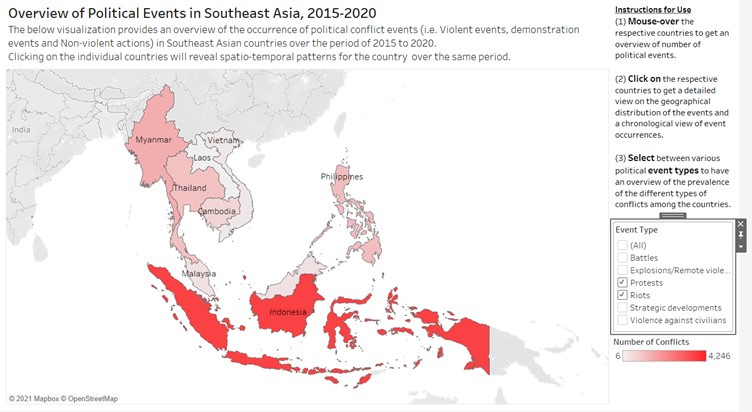 Overview of Political Events in Southeast Asia, 2015-2020
The below visualization provides an overview of the occurrence of political conflict events (i.e. Violent events, demonstration
events and Non-violent actions) in Southeast Asian countries over the period of 2015 to 2020.
Clicking on the individual countries will reveal spatio-temporal patterns for the country over the same period.
India
Myanmar
Vietnam
Laos
Thailand
Cambodia
Philippines
Malaysia
Indonesia
© 2021 Mapbox © OpenStreetMap
Instructions for Use
(1) Mouse-over the
respective countries to get an
overview of number of
political events.
(2) Click on the respective
countries to get a detailed
view on the geographical
distribution of the events and
a chronological view of event
occurrences.
(3) Select between various
political event types to have
an overview of the prevalence
of the different types of
conflicts among the countries.
Event Type
(All)
Battles
Explosions/Remote viole...
Protests
Riots
Strategic developments
Violence against civilians
Number of Conflicts
6 4,246